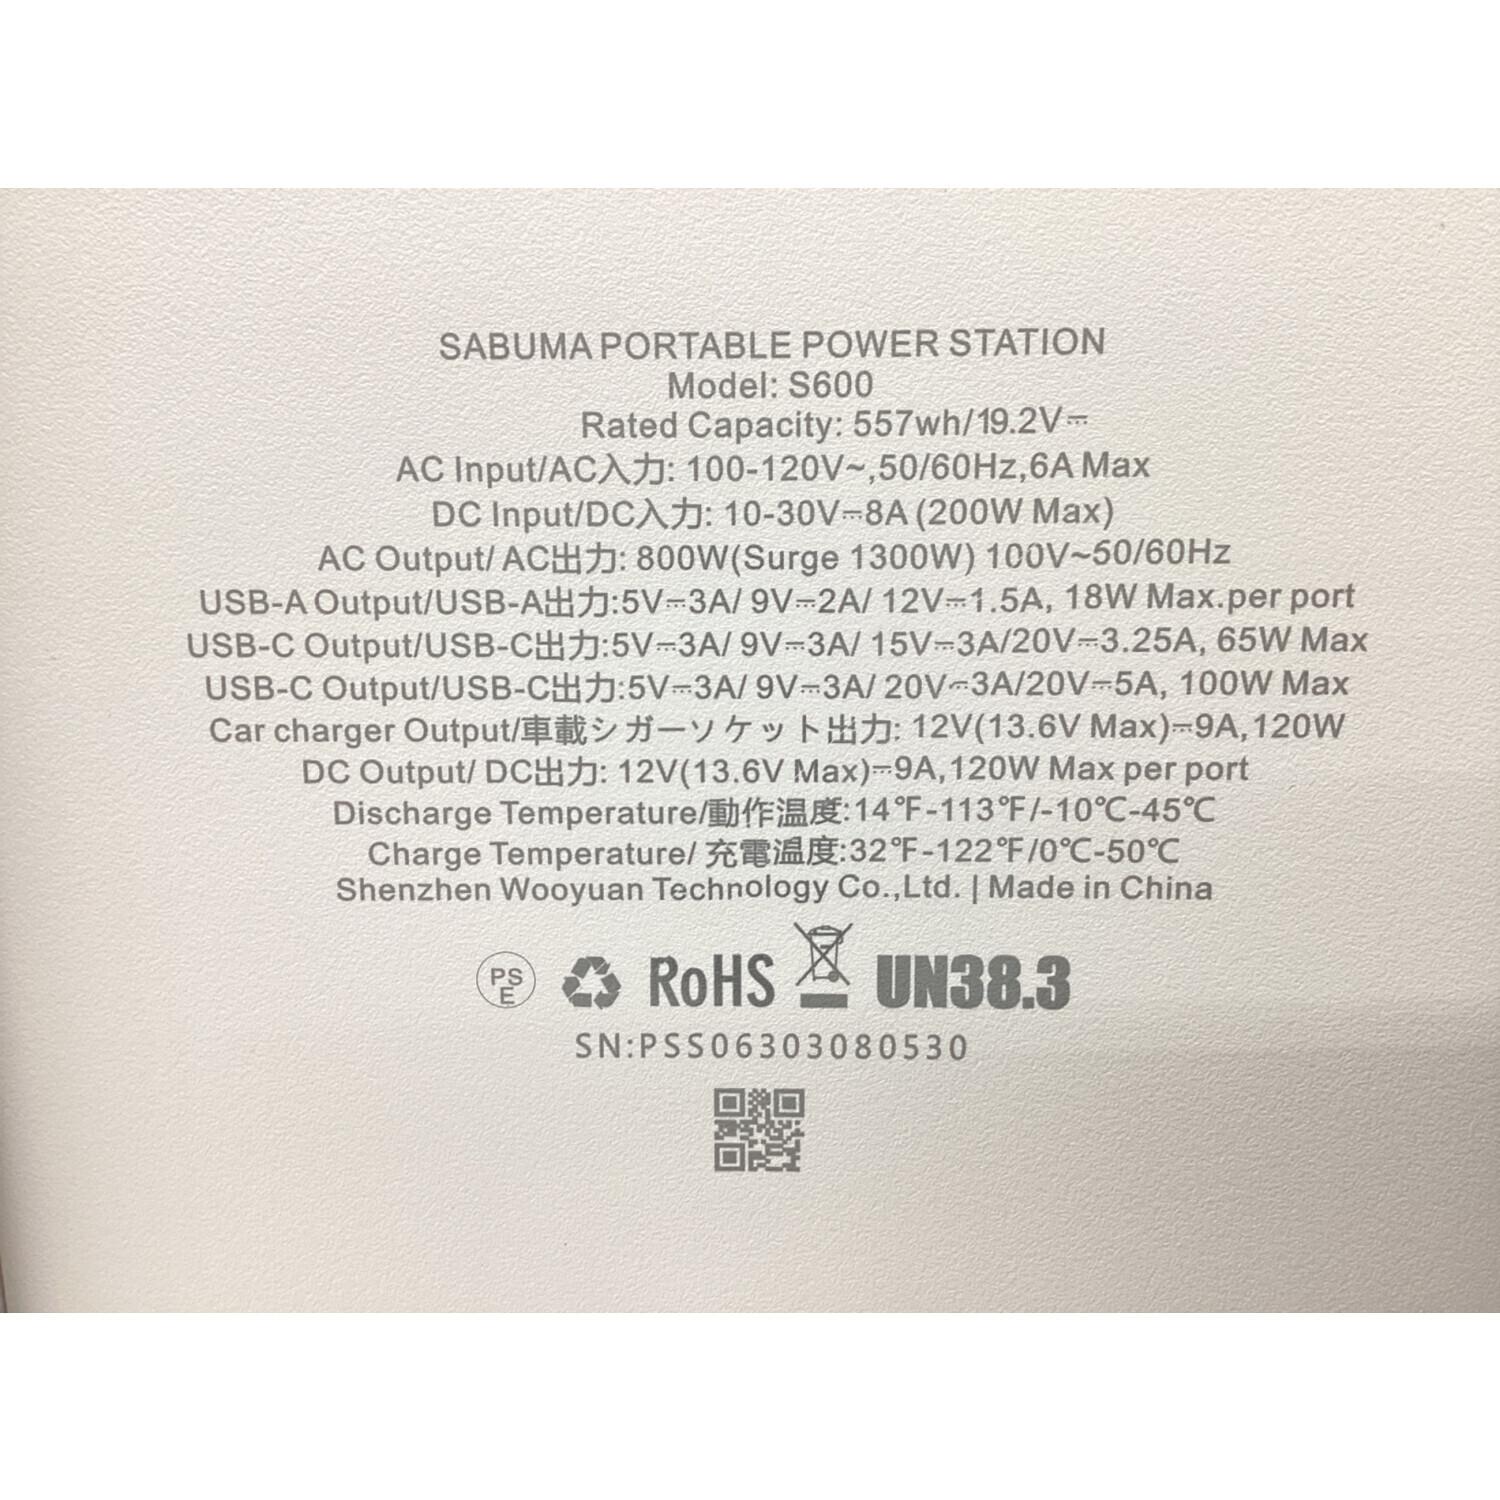 SABUMA PORTABLE POWER STATION
Model: S600
Rated Capacity: 557wh/19.2V⎓
AC Input/AC入力: 100-120V~,50/60Hz,6A Max
DC Input/DC入力: 10-30V⎓8A (200W Max)
AC Output/ AC出力: 800W(Surge 1300W) 100V~50/60Hz
USB-A Output/USB-A出力:5V⎓3A/ 9V⎓2A/ 12V⎓1.5A, 18W Max.per port
USB-C Output/USB-C出力:5V⎓3A/ 9V⎓3A/ 15V⎓3A/20V⎓3.25A, 65W Max
USB-C Output/USB-C出力:5V⎓3A/ 9V⎓3A/ 20V⎓3A/20V⎓5A, 100W Max
Car charger Output/車載シガーソケット出力: 12V(13.6V Max)⎓9A,120W
DC Output/ DC出力: 12V(13.6V Max)⎓9A,120W Max per port
Discharge Temperature/動作温度:14℉-113℉/-10℃-45℃
Charge Temperature/ 充電温度:32℉-122℉/0℃-50℃
Shenzhen Wooyuan Technology Co.,Ltd. | Made in China
PSE RoHS UN38.3
SN:PSS06303080530